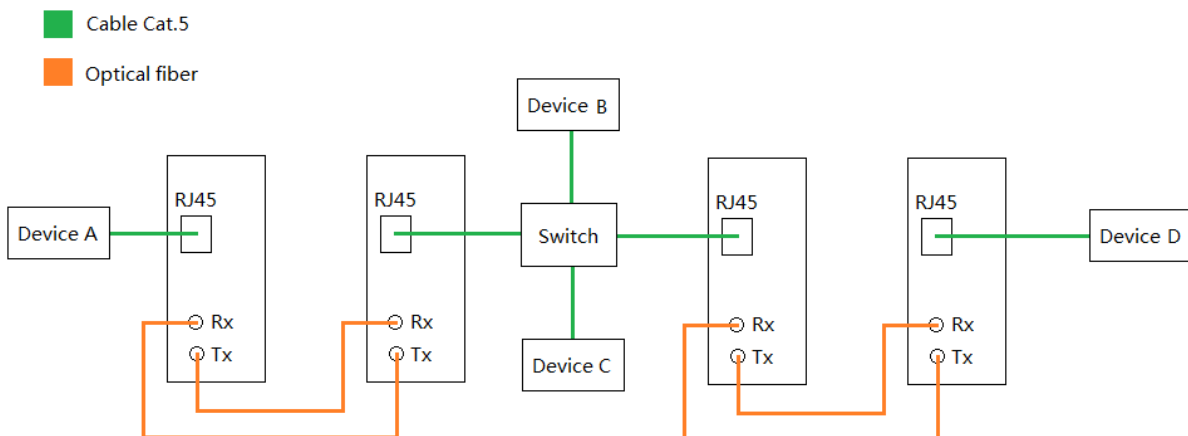 Cable Cat.5
Optical fiber
Device B
RJ45
RJ45
RJ45
RJ45
Device A
Switch
Device D
Rx
Rx
Rx
Rx
Tx
Tx
Tx
Tx
Device C